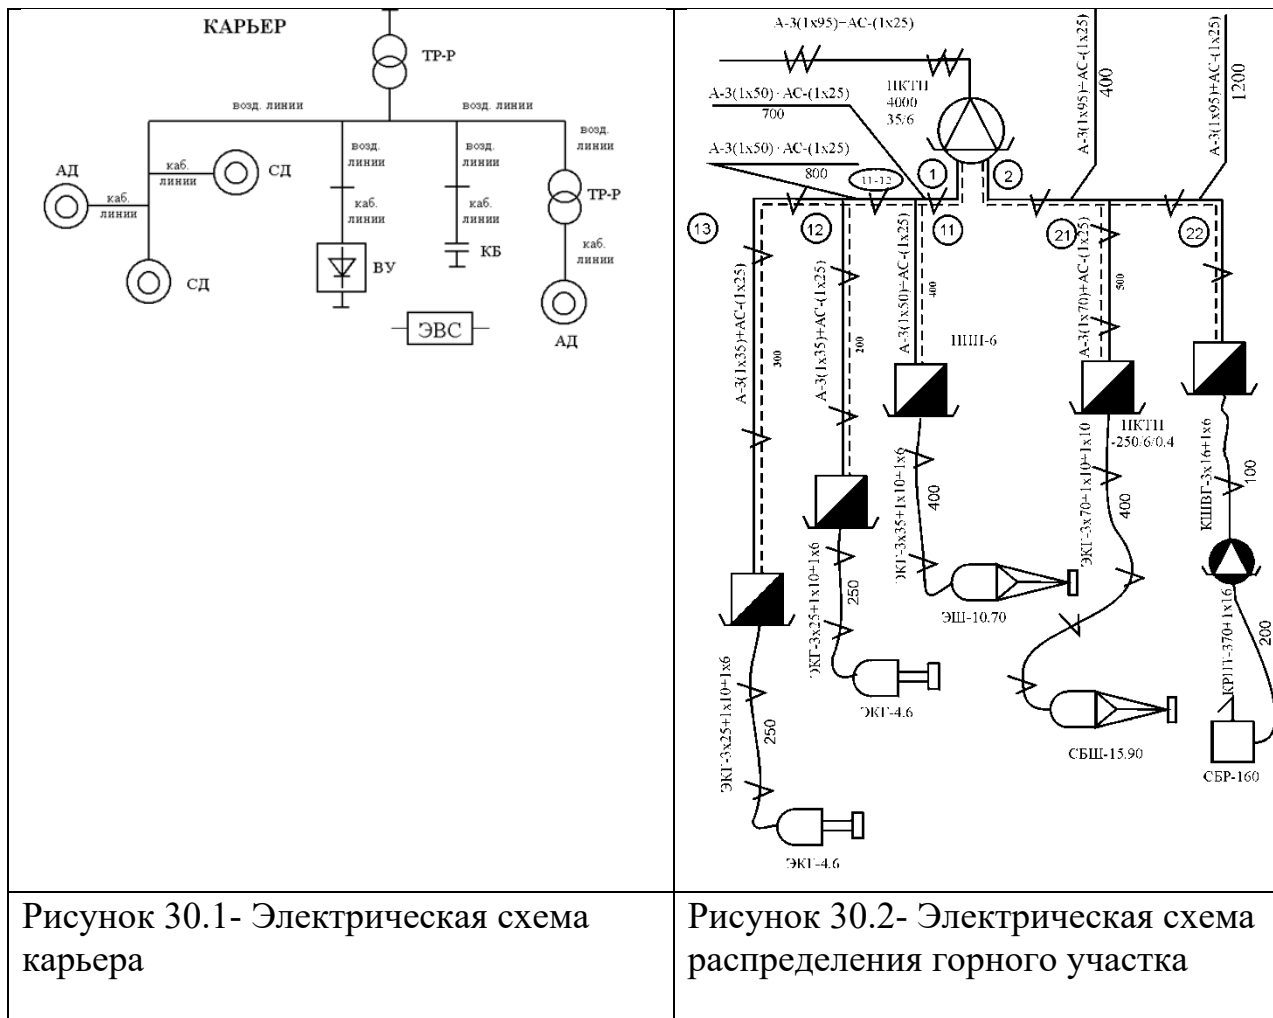 КАРЬЕР
ТР-Р
возд. линии
возд.
линии
возд.
линии
возд.
линии
АД
каб.
линии
СД
каб.
линии
ТР-Р
каб.
линии
каб.
линии
каб.
линии
СД
ВУ
КБ
АД
ЭВС
А-3(1х95)+АС-(1х25)
ПКТП
4000
35/6
А-3(1х50)+АС-(1х25)
700
А-3(1х50)+АС-(1х25)
800
11-12
1
2
А-3(1х95)+АС-(1х25)
400
А-3(1х95)+АС-(1х25)
1200
13
12
11
21
22
А-3(1х35)+АС-(1х25)
300
А-3(1х35)+АС-(1х25)
200
А-3(1х50)+АС-(1х25)
400
А-3(1х70)+АС-(1х25)
500
ПКТП
-250/6/0.4
ЭКГ-3х25+1х10+1х6
250
ЭКГ-3х25+1х10+1х6
250
ЭКГ-3х35+1х10+1х6
400
ЭКГ-3х70+1х10+1х10
400
КШВГ-3х16+1х6
100
КРПТ-370+1х16
200
ЭШ-10.70
ЭКГ-4.6
СБШ-15.90
СБР-160
ЭКГ-4.6
Рисунок 30.1- Электрическая схема
карьера
Рисунок 30.2- Электрическая схема
распределения горного участка